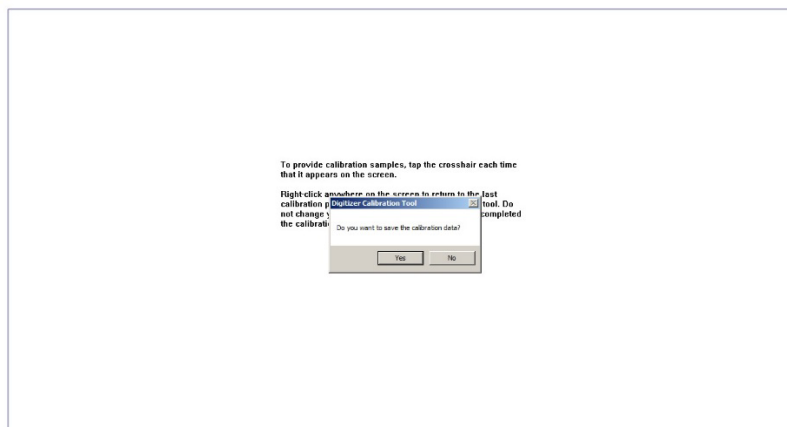 To provide calibration samples, tap the crosshair each time
that it appears on the screen.
Right-click anywhere on the screen to return to the last
calibration
tool. Do
not change
completed
the
Digitizer Calibration Tool
Do you want to save the calibration data?
Yes
No